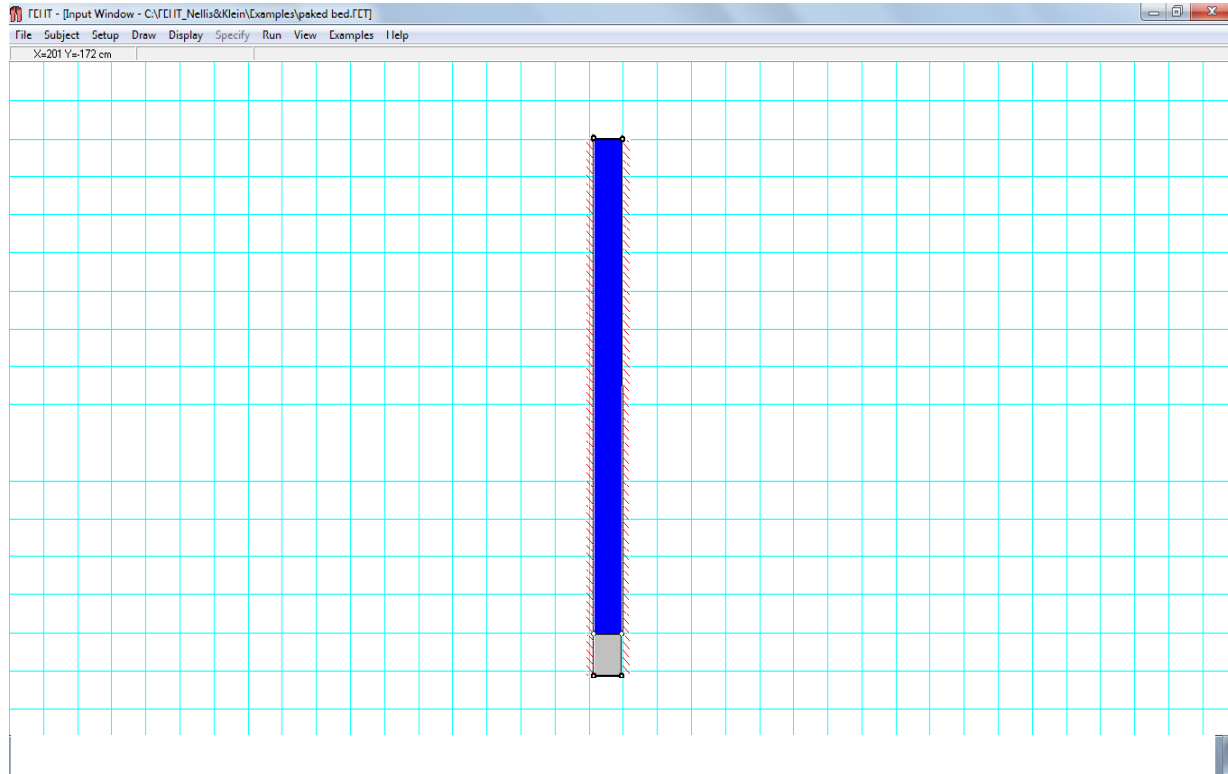 FEHT - [Input Window - C:\FEHT_Nellis&Klein\Examples\paked bed.FET]
File Subject Setup Draw Display Specify Run View Examples Help
X=201 Y=-172 cm